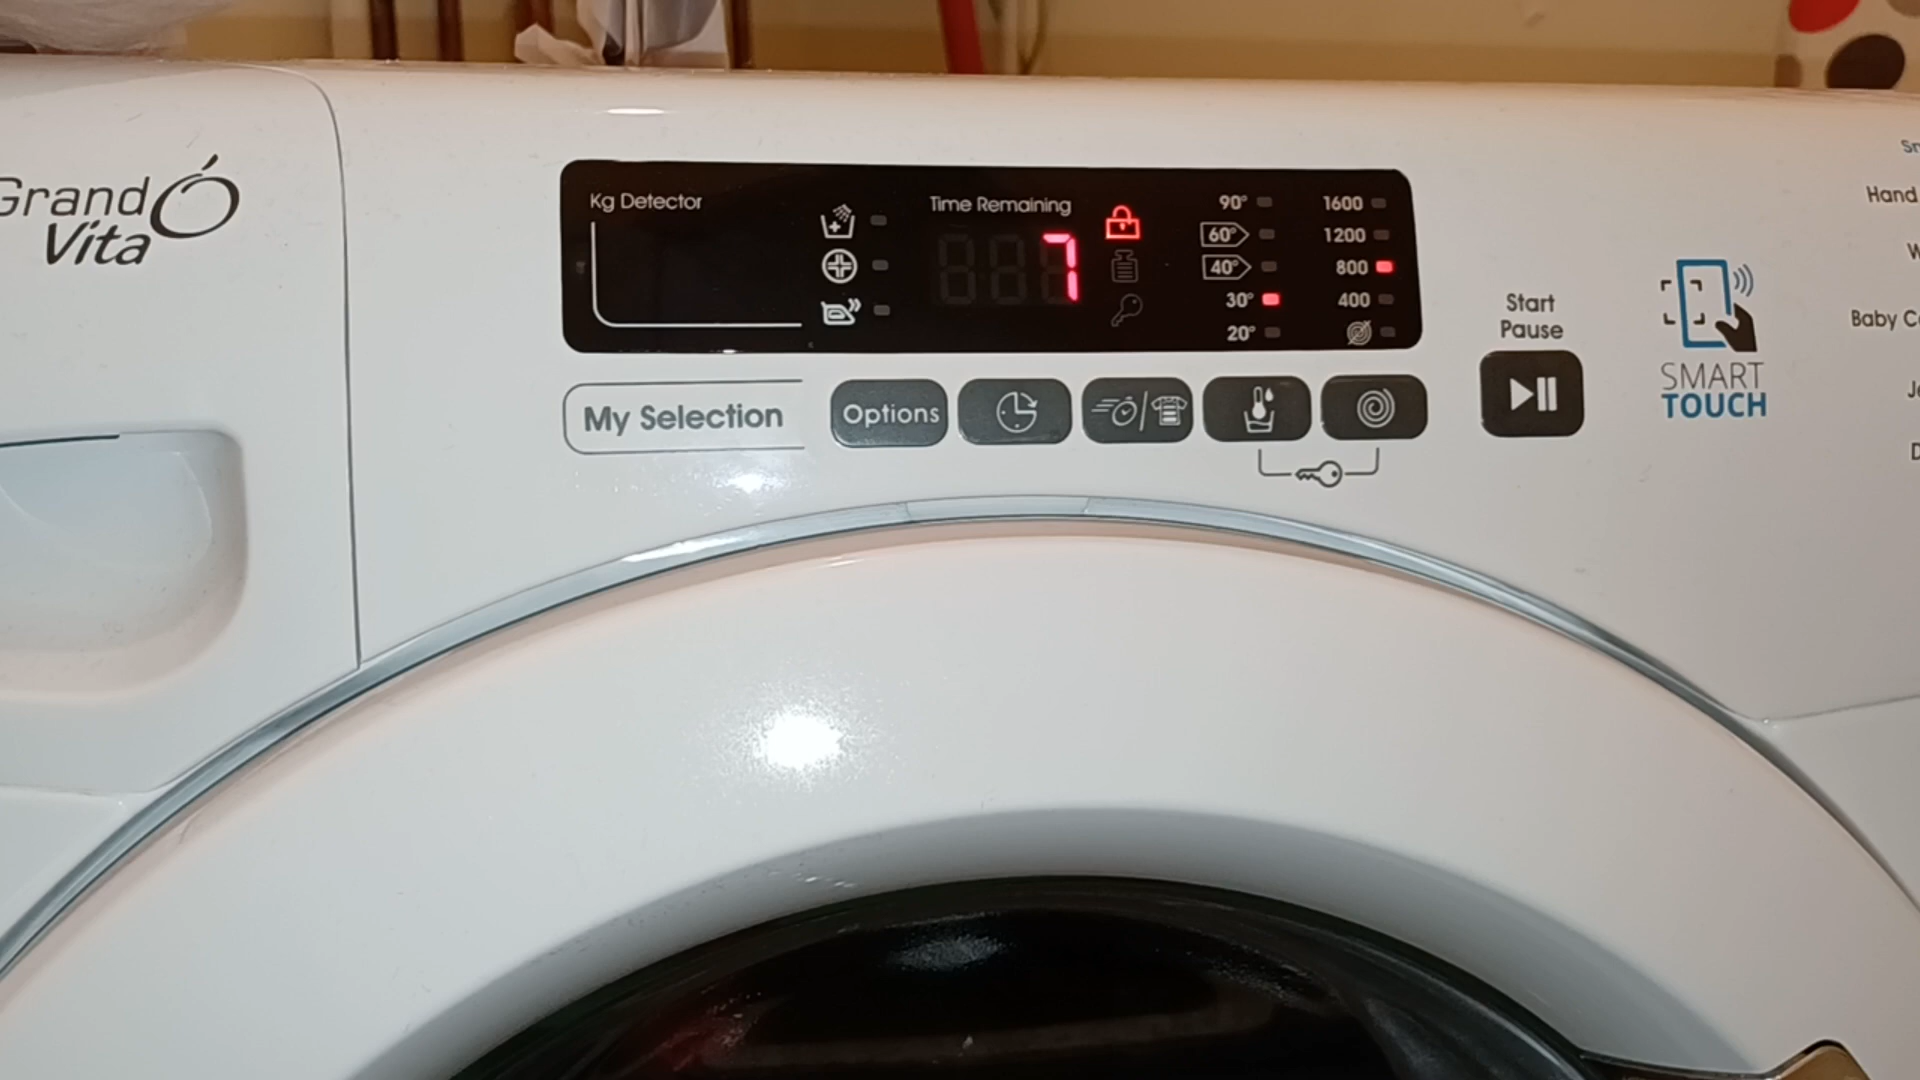 Grand Ó
Vita
Kg Detector
Time Remaining
7
90°
60°
40°
30°
20°
1600
1200
800
400
My Selection
Options
Start
Pause
SMART
TOUCH
Hand
Baby